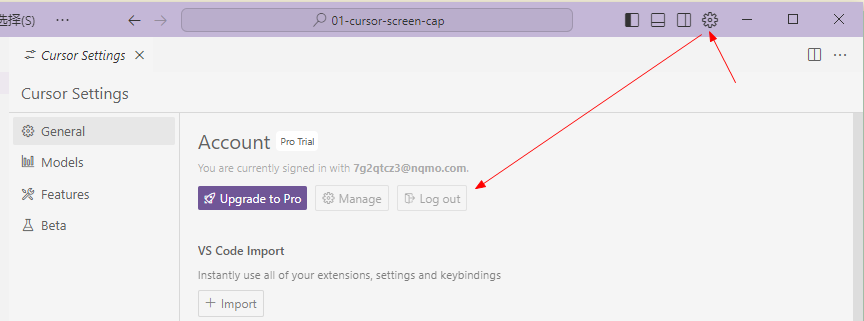 选择(S) ··· 01-cursor-screen-cap
Cursor Settings
Cursor Settings
General
Models
Features
Beta
Account Pro Trial
You are currently signed in with 7g2qtcz3@nqmo.com.
Upgrade to Pro Manage Log out
VS Code Import
Instantly use all of your extensions, settings and keybindings
+ Import